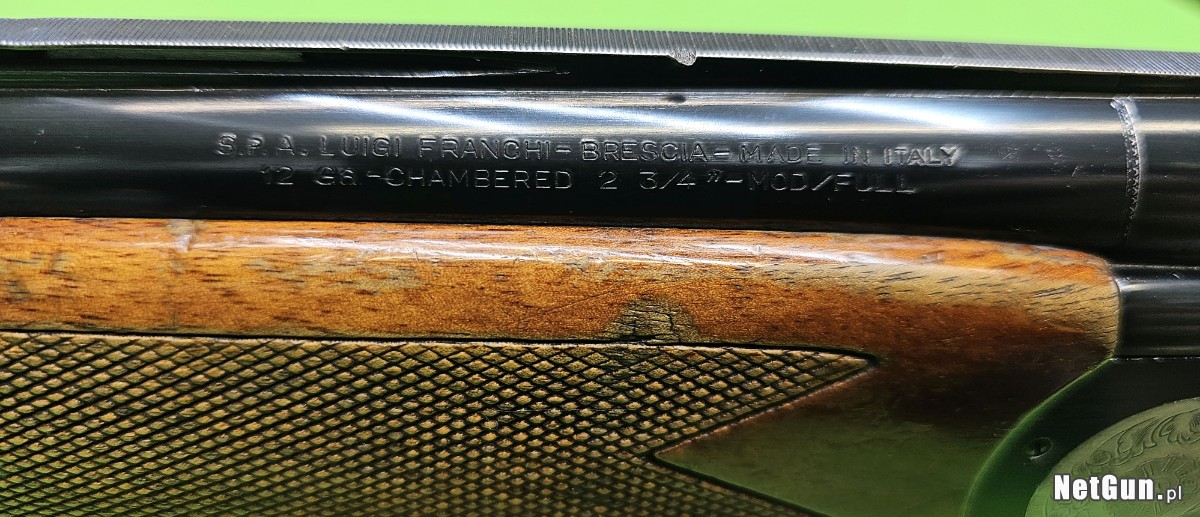 S.P.A. LUIGI FRANCHI-BRESCIA-MADE IN ITALY
12 Ga.-CHAMBERED 2 3/4"-MOD/FULL
NetGun.pl